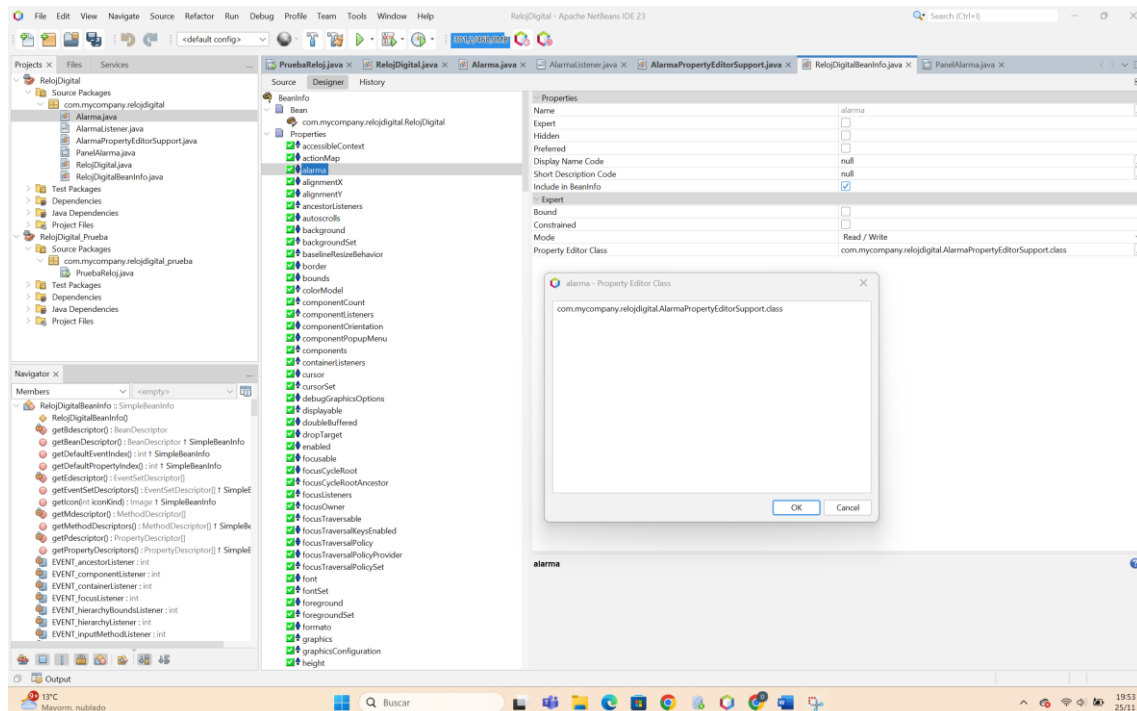 File Edit View Navigate Source Refactor Run Debug Profile Team Tools Window Help
RelojDigital - Apache NetBeans IDE 23
Search (Ctrl+I)
<default config>
Projects
Files
Services
PruebaReloj.java
RelojDigital.java
Alarma.java
AlarmaListener.java
AlarmaPropertyEditorSupport.java
RelojDigitalBeanInfo.java
PanelAlarma.java
RelojDigital
Source Packages
com.mycompany.relojdigital
Alarma.java
AlarmaListener.java
AlarmaPropertyEditorSupport.java
PanelAlarma.java
RelojDigital.java
RelojDigitalBeanInfo.java
Test Packages
Dependencies
Java Dependencies
Project Files
RelojDigital_Prueba
Source Packages
com.mycompany.relojdigital_prueba
PruebaReloj.java
Test Packages
Dependencies
Java Dependencies
Project Files
Navigator
Members
<empty>
RelojDigitalBeanInfo :: SimpleBeanInfo
RelojDigitalBeanInfo()
getBdescriptor() : BeanDescriptor
getBeanDescriptor() : BeanDescriptor ↑ SimpleBeanInfo
getDefaultEventIndex() : int ↑ SimpleBeanInfo
getDefaultPropertyIndex() : int ↑ SimpleBeanInfo
getEdescriptor() : EventSetDescriptor[]
getEventSetDescriptors() : EventSetDescriptor[] ↑ SimpleE
getIcon(int iconKind) : Image ↑ SimpleBeanInfo
getMdescriptor() : MethodDescriptor[]
getMethodDescriptors() : MethodDescriptor[] ↑ SimpleBe
getPdescriptor() : PropertyDescriptor[]
getPropertyDescriptors() : PropertyDescriptor[] ↑ SimpleE
EVENT_ancestorListener : int
EVENT_componentListener : int
EVENT_containerListener : int
EVENT_focusListener : int
EVENT_hierarchyBoundsListener : int
EVENT_hierarchyListener : int
EVENT_inputMethodListener : int
Source
Designer
History
BeanInfo
Bean
com.mycompany.relojdigital.RelojDigital
Properties
accessibleContext
actionMap
alarma
alignmentX
alignmentY
ancestorListeners
autoscrolls
background
backgroundSet
baselineResizeBehavior
border
bounds
colorModel
componentCount
componentListeners
componentOrientation
componentPopupMenu
components
containerListeners
cursor
cursorSet
debugGraphicsOptions
displayable
doubleBuffered
dropTarget
enabled
focusable
focusCycleRoot
focusCycleRootAncestor
focusListeners
focusOwner
focusTraversable
focusTraversalKeysEnabled
focusTraversalPolicy
focusTraversalPolicyProvider
focusTraversalPolicySet
font
fontSet
foreground
foregroundSet
formato
graphics
graphicsConfiguration
height
Properties
Name alarma
Expert
Hidden
Preferred
Display Name Code null
Short Description Code null
Include in BeanInfo
Expert
Bound
Constrained
Mode Read / Write
Property Editor Class com.mycompany.relojdigital.AlarmaPropertyEditorSupport.class
alarma - Property Editor Class
com.mycompany.relojdigital.AlarmaPropertyEditorSupport.class
OK
Cancel
alarma
Output
9+
13°C
Mayorm. nublado
Buscar
19:53
25/11